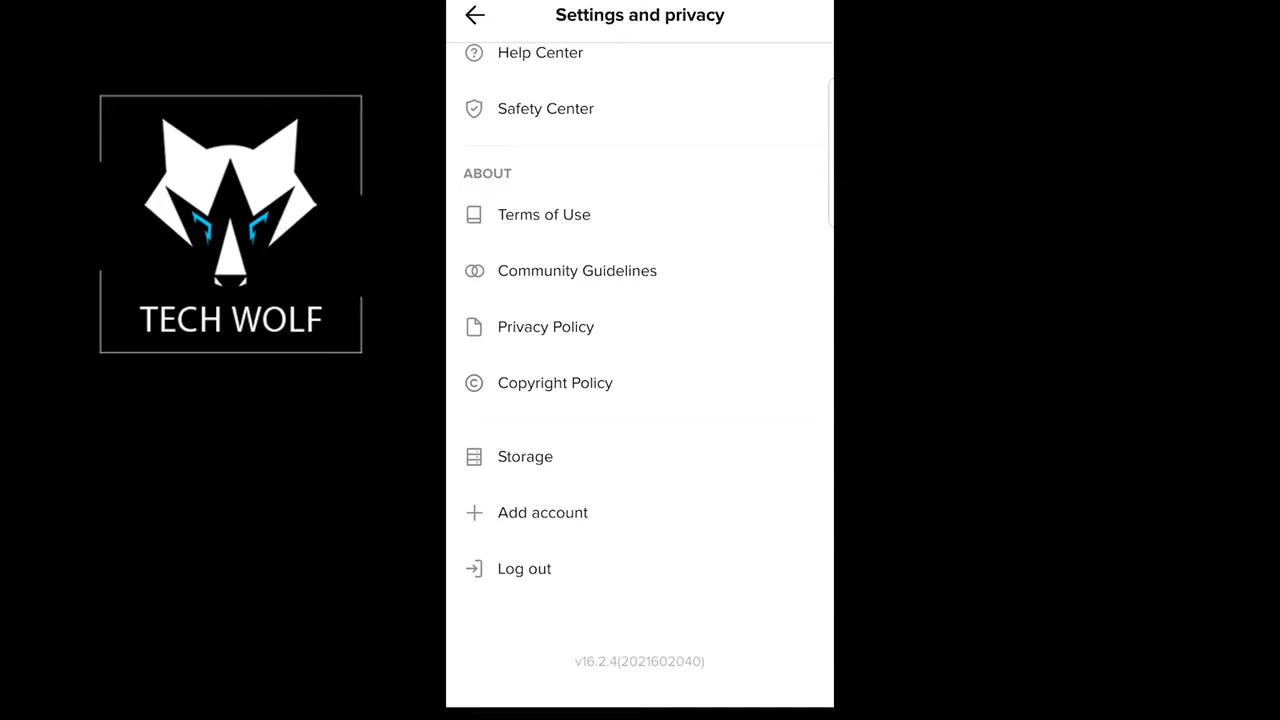 Settings and privacy
Help Center
Safety Center
ABOUT
Terms of Use
Community Guidelines
Privacy Policy
Copyright Policy
Storage
Add account
Log out
v16.2.4(2021602040)
TECH WOLF